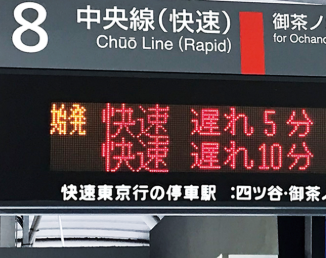 8 中央線(快速) 御茶ノ
Chūō Line (Rapid) for Ochano
始発 快速 遅れ 5分
快速 遅れ10分
快速東京行の停車駅 :四ツ谷・御茶ノ